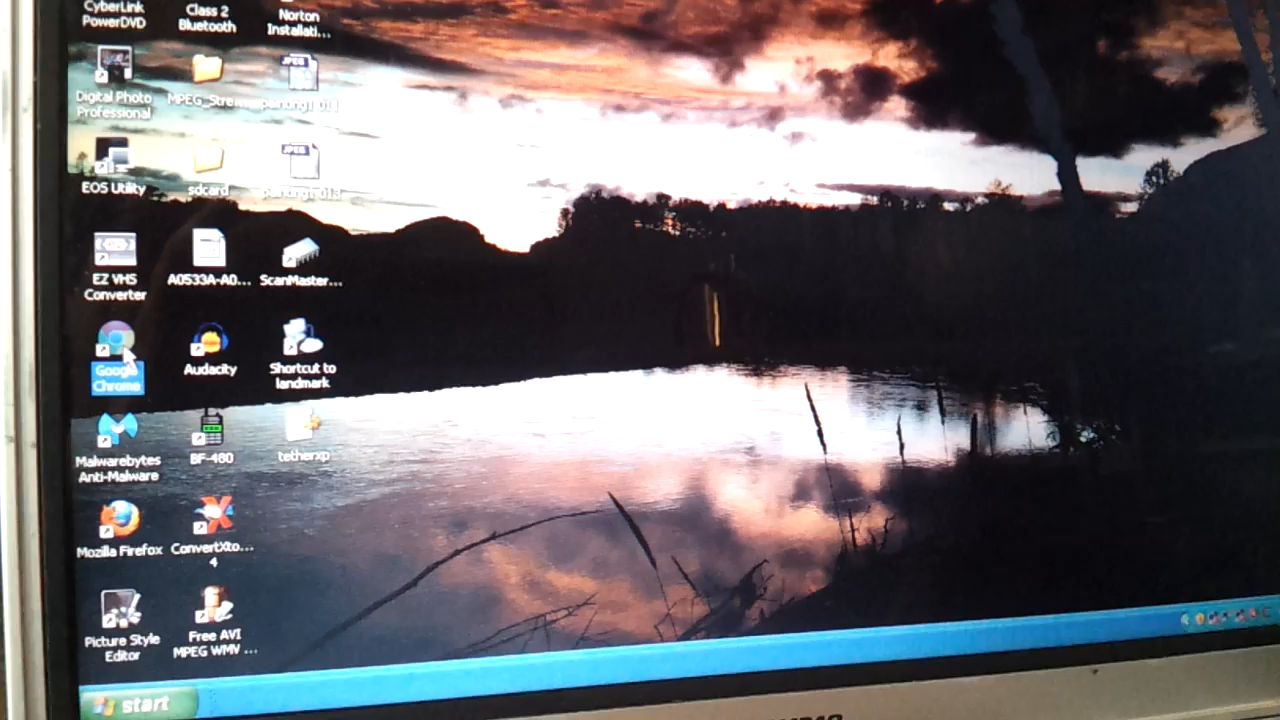 CyberLink
PowerDVD
Class 2
Bluetooth
Norton
Installati...
Digital Photo
Professional
JPEG
EOS Utility
sdcard
JPEG
EZ VHS
Converter
A0533A-A0...
ScanMaster...
Google
Chrome
Audacity
Shortcut to
landmark
Malwarebytes
Anti-Malware
BF-480
tetherxp
Mozilla Firefox
ConvertXto...
4
Picture Style
Editor
Free AVI
MPEG WMV ...
start